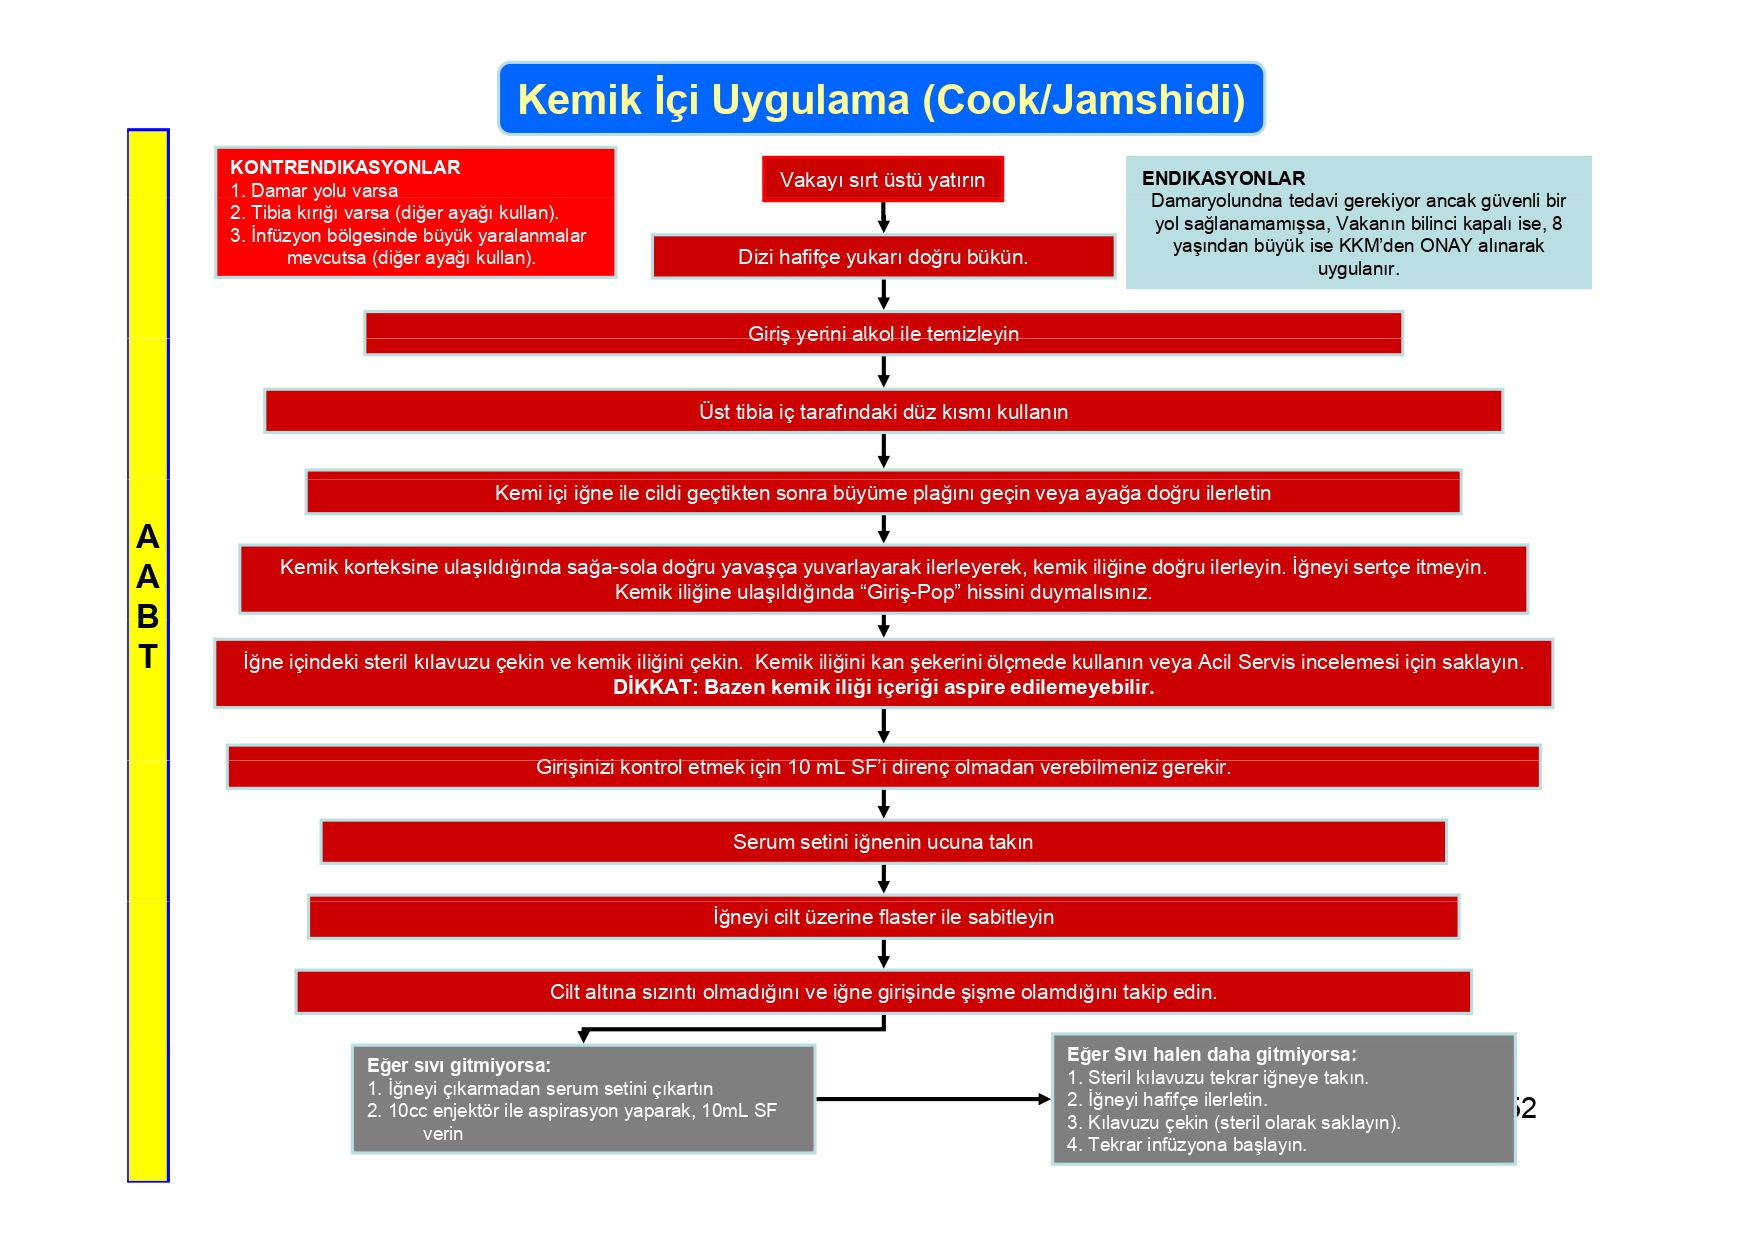 Kemik İçi Uygulama (Cook/Jamshidi)
KONTRENDIKASYONLAR
1. Damar yolu varsa
2. Tibia kırığı varsa (diğer ayağı kullan).
3. İnfüzyon bölgesinde büyük yaralanmalar
mevcutsa (diğer ayağı kullan).
Vakayı sırt üstü yatırın
ENDIKASYONLAR
Damaryolundna tedavi gerekiyor ancak güvenli bir
yol sağlanamamışsa, Vakanın bilinci kapalı ise, 8
yaşından büyük ise KKM’den ONAY alınarak
uygulanır.
Dizi hafifçe yukarı doğru bükün.
Giriş yerini alkol ile temizleyin
Üst tibia iç tarafındaki düz kısmı kullanın
Kemi içi iğne ile cildi geçtikten sonra büyüme plağını geçin veya ayağa doğru ilerletin
A
A
B
T
Kemik korteksine ulaşıldığında sağa-sola doğru yavaşça yuvarlayarak ilerleyerek, kemik iliğine doğru ilerleyin. İğneyi sertçe itmeyin.
Kemik iliğine ulaşıldığında “Giriş-Pop” hissini duymalısınız.
İğne içindeki steril kılavuzu çekin ve kemik iliğini çekin.  Kemik iliğini kan şekerini ölçmede kullanın veya Acil Servis incelemesi için saklayın.
DİKKAT: Bazen kemik iliği içeriği aspire edilemeyebilir.
Girişinizi kontrol etmek için 10 mL SF’i direnç olmadan verebilmeniz gerekir.
Serum setini iğnenin ucuna takın
İğneyi cilt üzerine flaster ile sabitleyin
Cilt altına sızıntı olmadığını ve iğne girişinde şişme olamdığını takip edin.
Eğer sıvı gitmiyorsa:
1. İğneyi çıkarmadan serum setini çıkartın
2. 10cc enjektör ile aspirasyon yaparak, 10mL SF
verin
Eğer Sıvı halen daha gitmiyorsa:
1. Steril kılavuzu tekrar iğneye takın.
2. İğneyi hafifçe ilerletin.
3. Kılavuzu çekin (steril olarak saklayın).
4. Tekrar infüzyona başlayın.
52